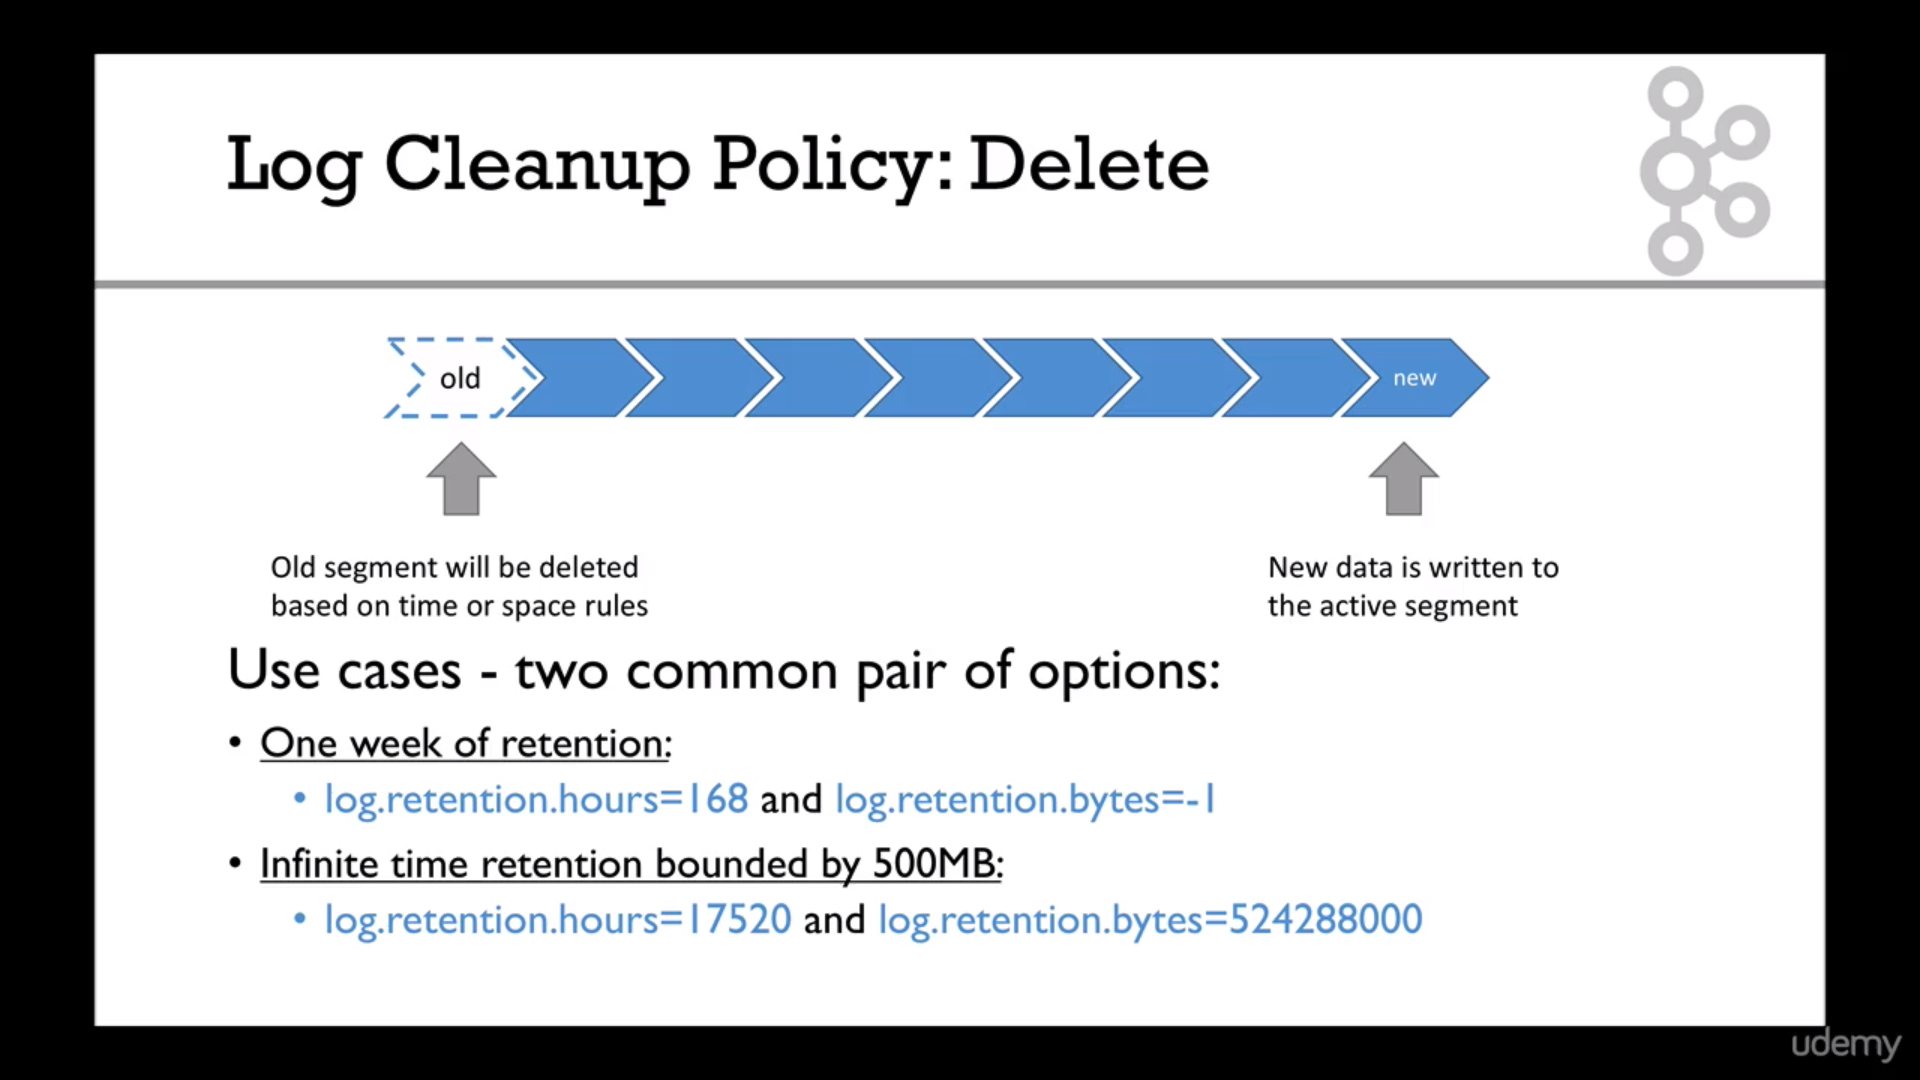 Log Cleanup Policy: Delete
old
new
Old segment will be deleted
based on time or space rules
New data is written to
the active segment
Use cases - two common pair of options:
• One week of retention:
• log.retention.hours=168 and log.retention.bytes=-1
• Infinite time retention bounded by 500MB:
• log.retention.hours=17520 and log.retention.bytes=524288000
udemy